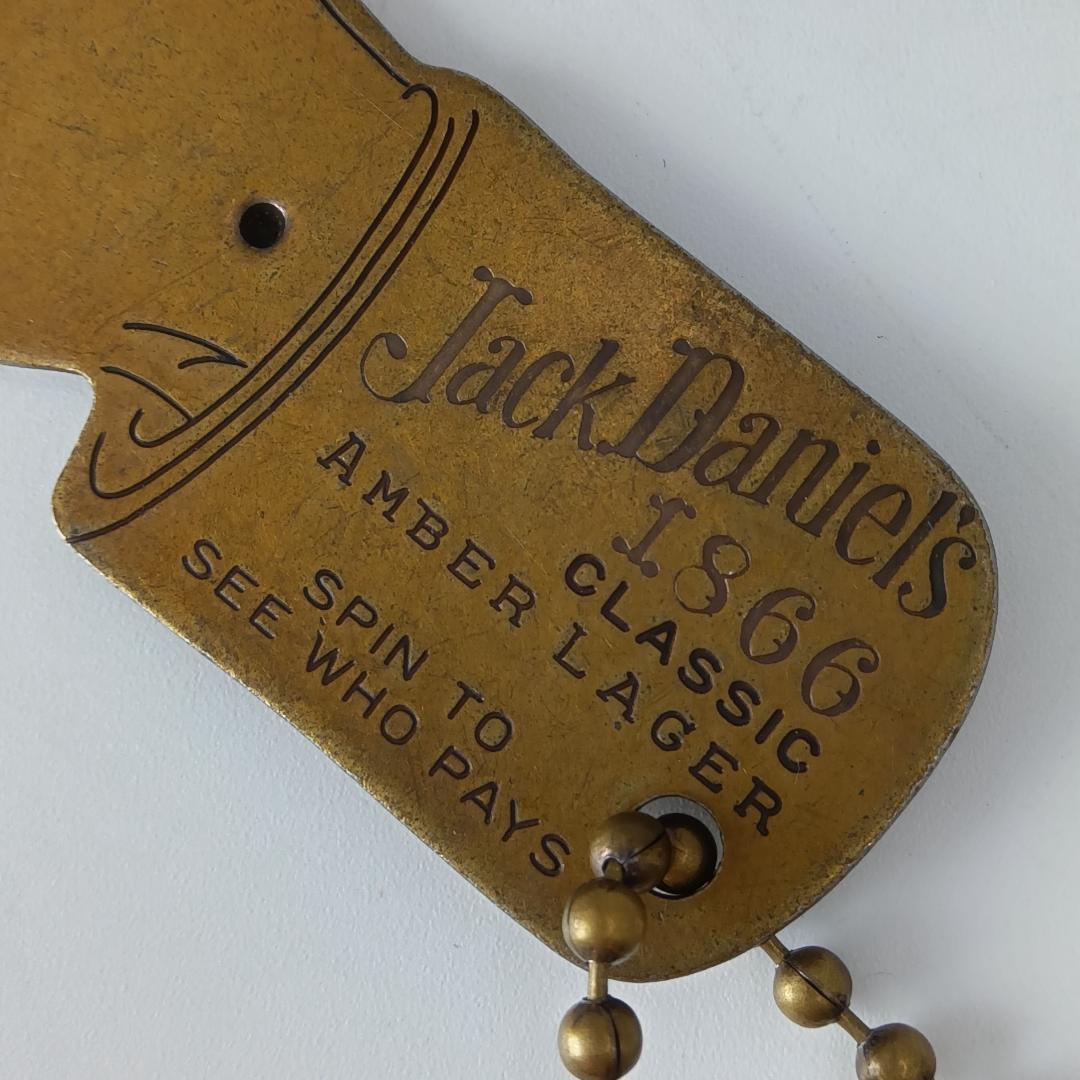 Jack Daniel's
1866
CLASSIC
AMBER LAGER
SPIN TO
SEE WHO PAYS